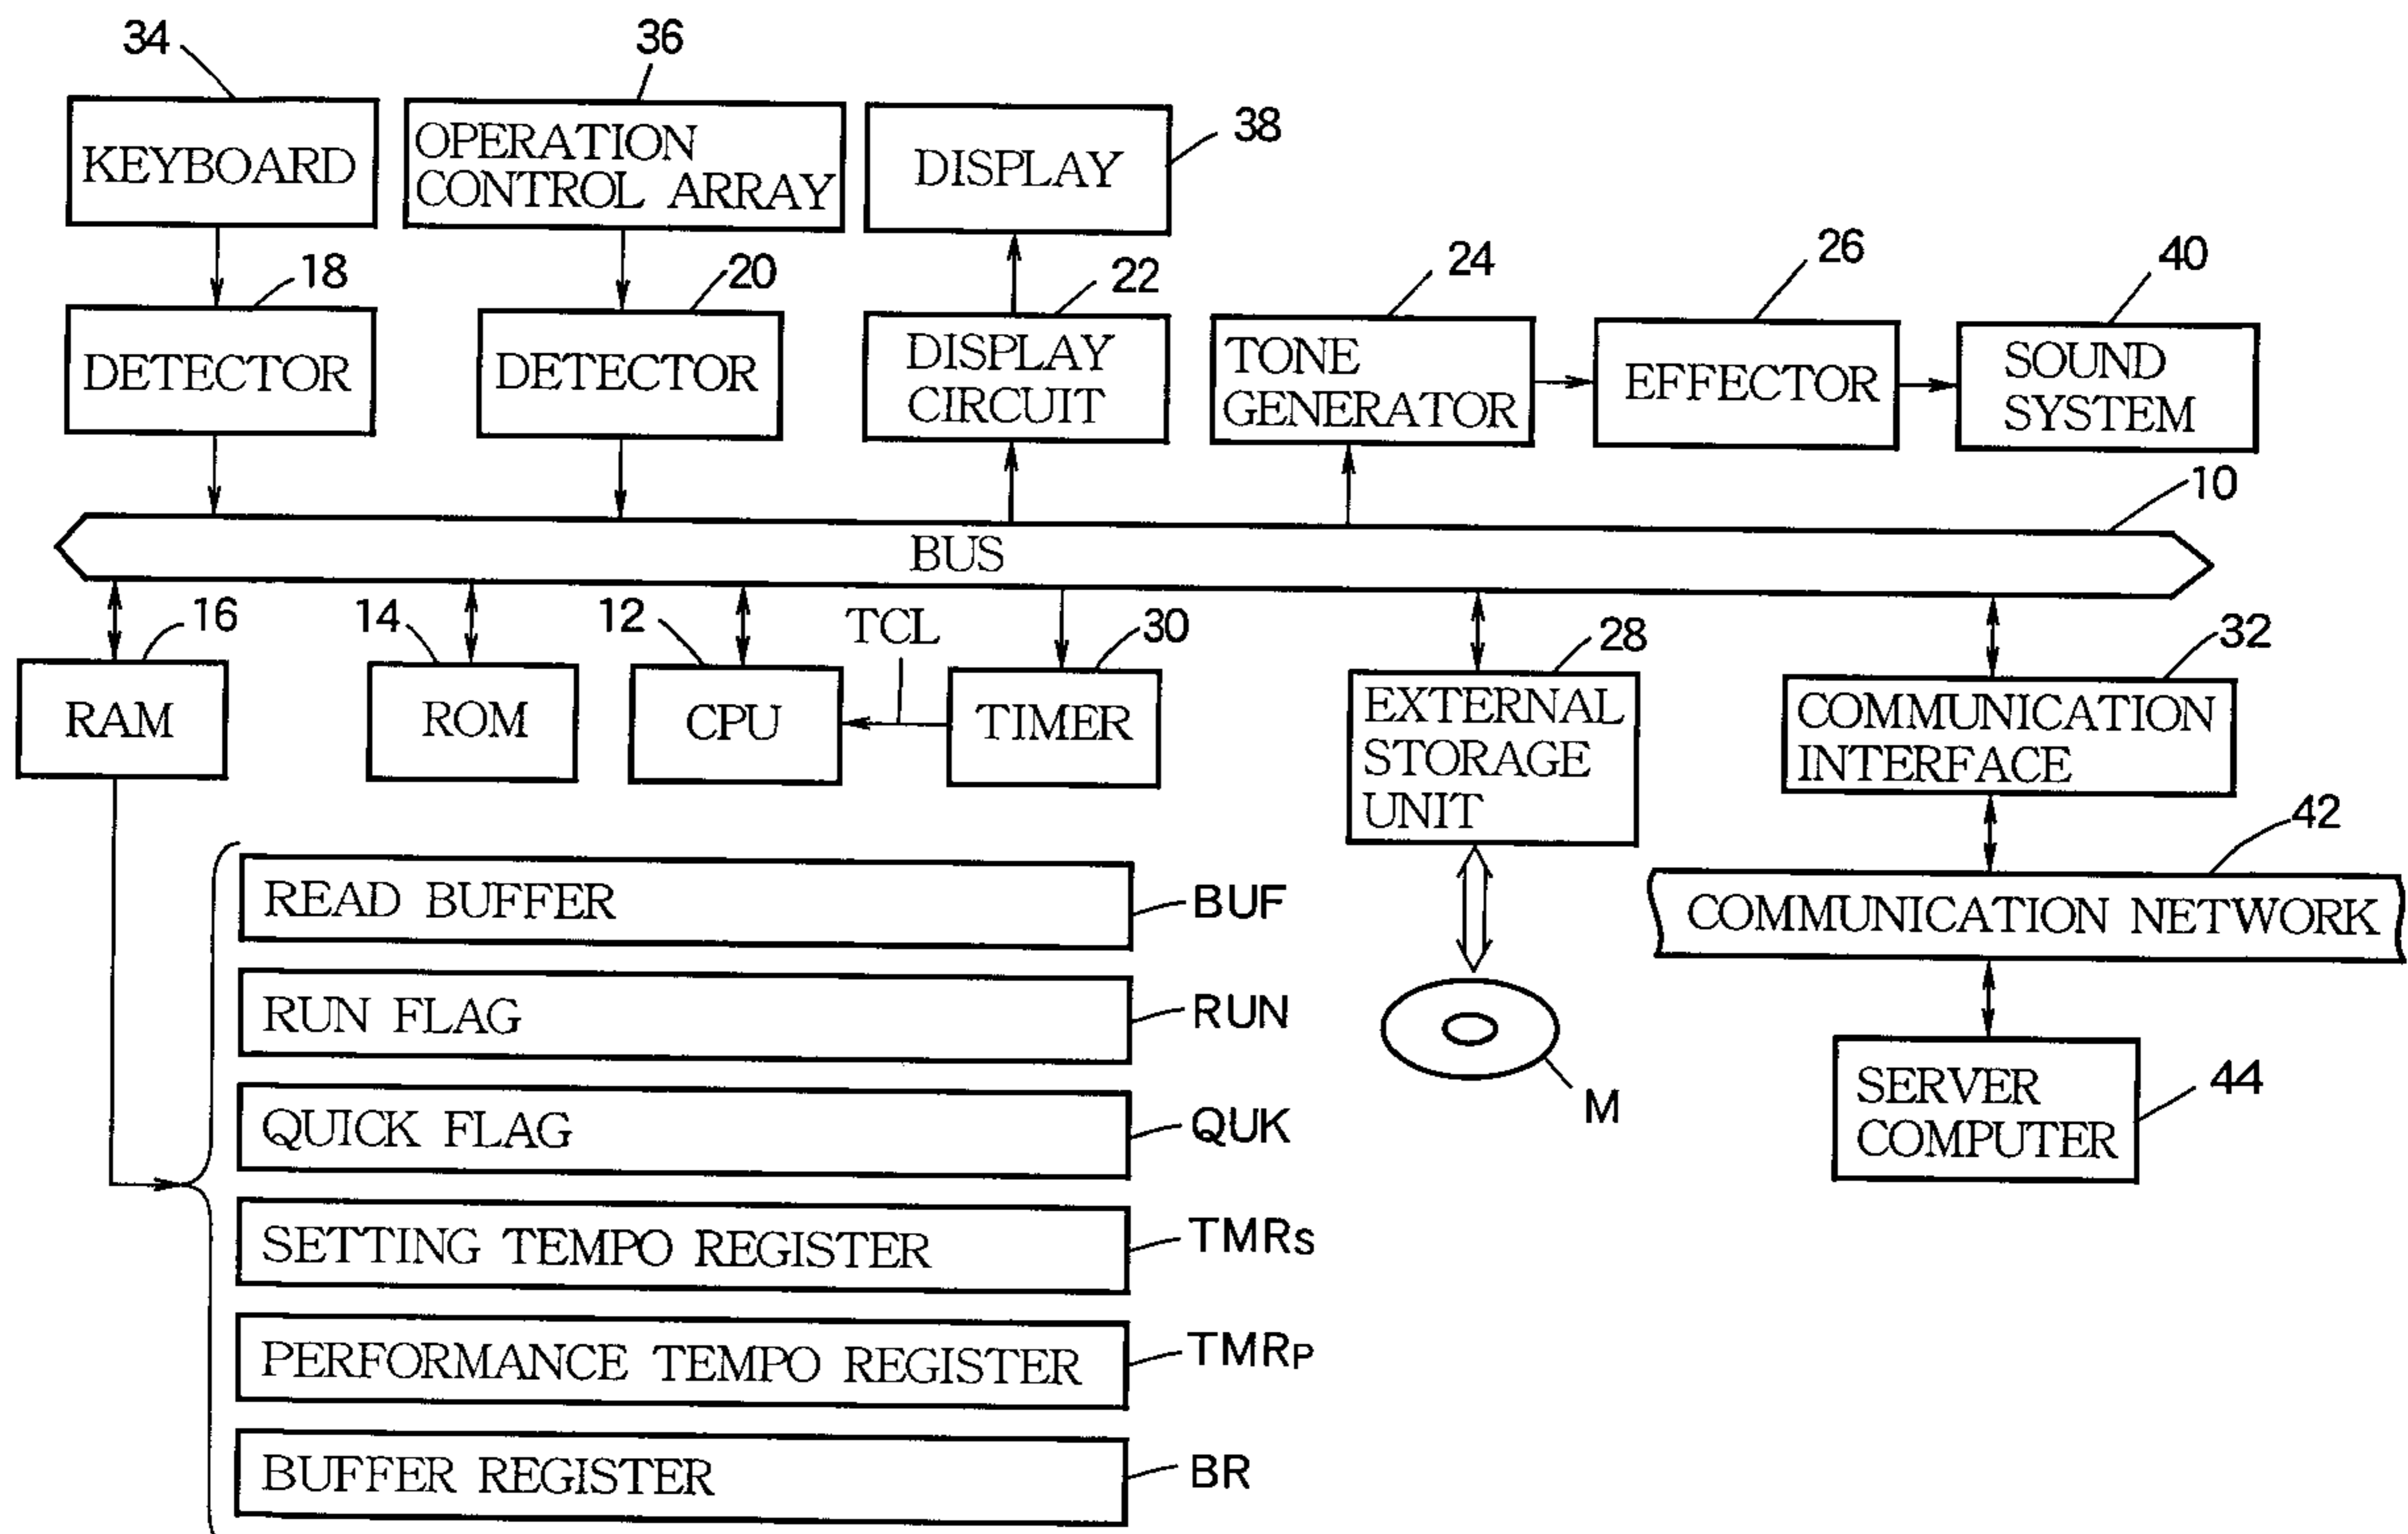 34
36
KEYBOARD
OPERATION
CONTROL ARRAY
DISPLAY
38
18
20
22
24
26
40
DETECTOR
DETECTOR
DISPLAY
CIRCUIT
TONE
GENERATOR
EFFECTOR
SOUND
SYSTEM
10
BUS
16
14
12
TCL
30
28
32
RAM
ROM
CPU
TIMER
EXTERNAL
STORAGE
UNIT
COMMUNICATION
INTERFACE
42
READ BUFFER
BUF
COMMUNICATION NETWORK
RUN FLAG
RUN
M
QUICK FLAG
QUK
SERVER
COMPUTER
44
SETTING TEMPO REGISTER
TMRS
PERFORMANCE TEMPO REGISTER
TMRP
BUFFER REGISTER
BR